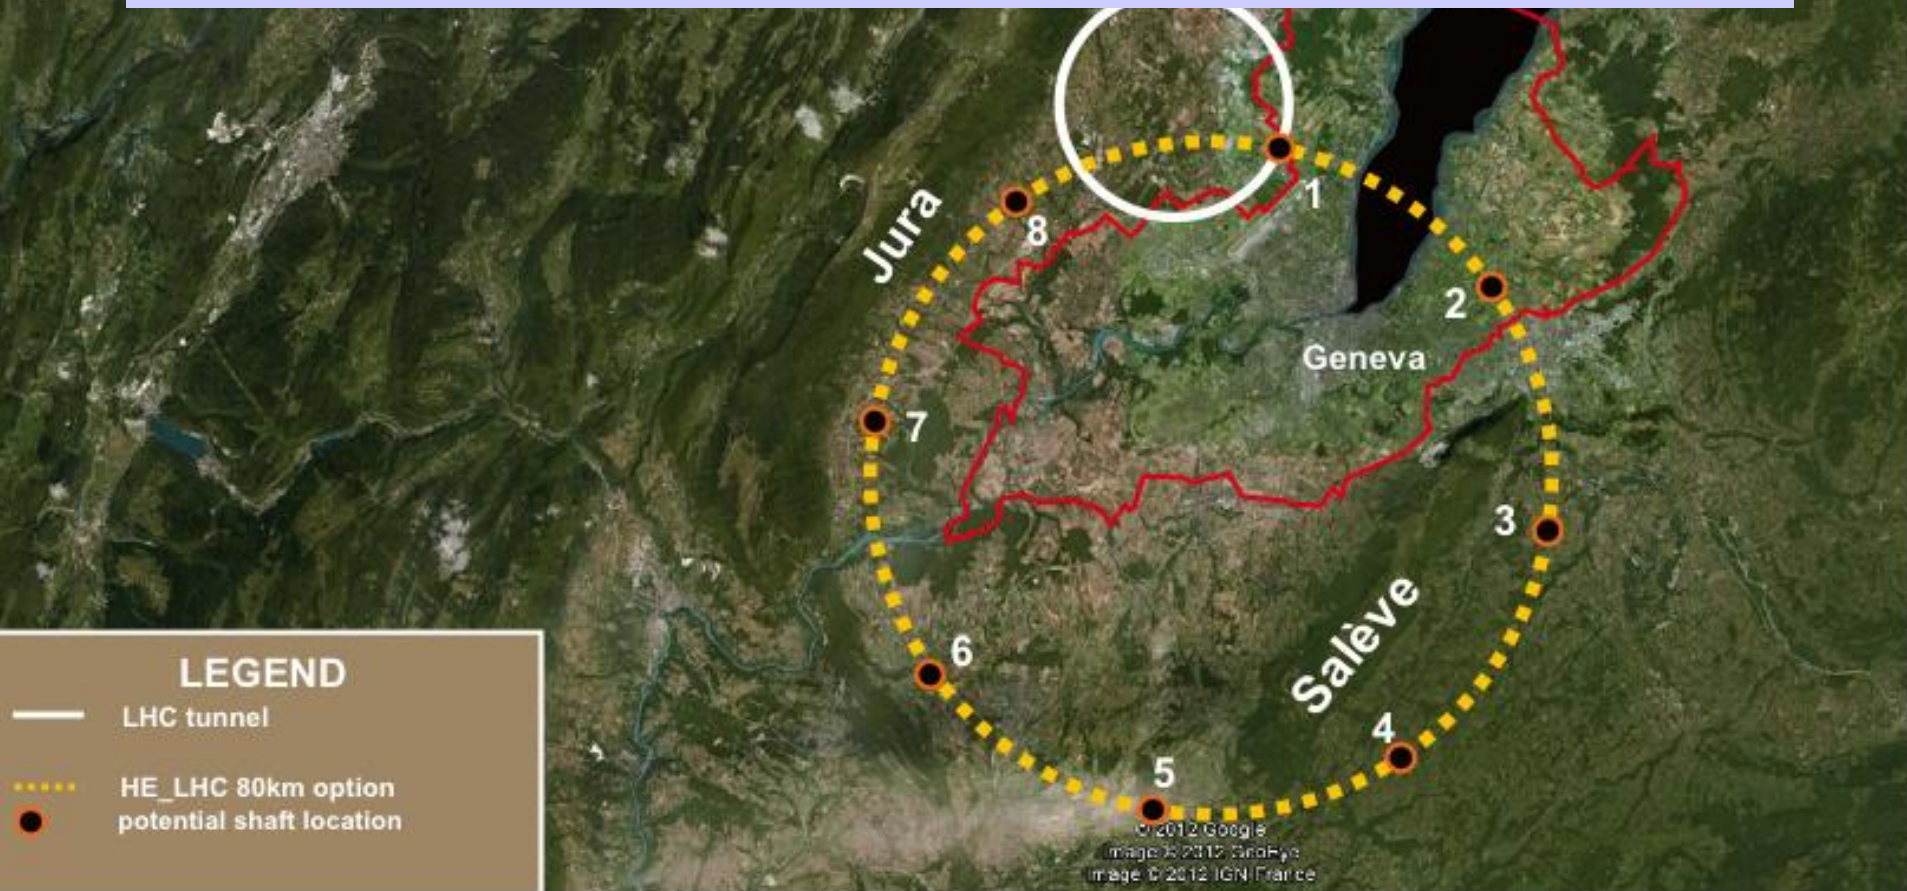 1
8
Jura
2
Geneva
7
3
Salève
6
4
5
LEGEND
LHC tunnel
HE_LHC 80km option
potential shaft location
© 2012 Google
Image © 2012 GeoEye
Image © 2012 IGN France